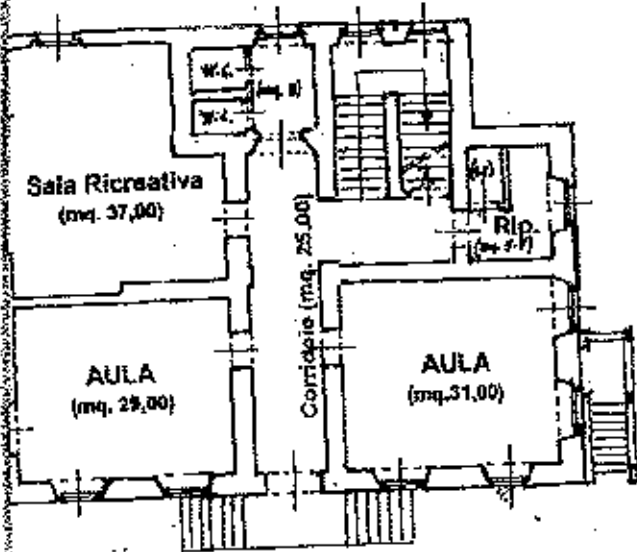 W.C.
W.C.
Sala Ricreativa
(mq. 37,00)
Corridoio (mq. 25,00)
Rip.
AULA
(mq. 29,00)
AULA
(mq.31,00)